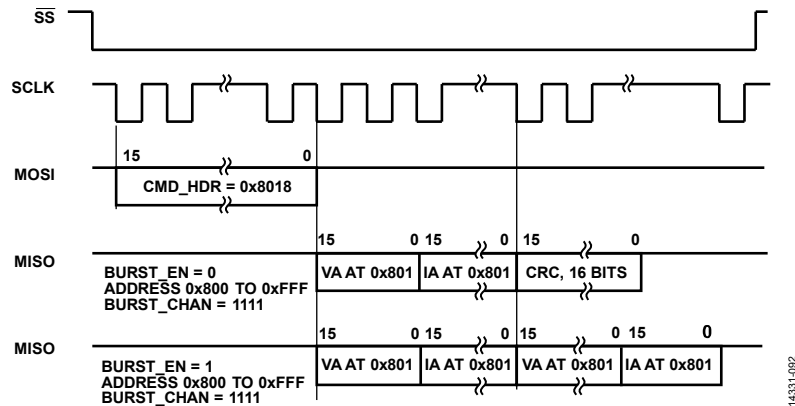 SS
SCLK
15 0
MOSI
CMD_HDR = 0x8018
15 0 15 0 15 0
MISO
VA AT 0x801 IA AT 0x801 CRC, 16 BITS
BURST_EN = 0
ADDRESS 0x800 TO 0xFFF
BURST_CHAN = 1111
15 0 15 0 15 0 15 0
MISO
VA AT 0x801 IA AT 0x801 VA AT 0x801 IA AT 0x801
BURST_EN = 1
ADDRESS 0x800 TO 0xFFF
BURST_CHAN = 1111
14331-092